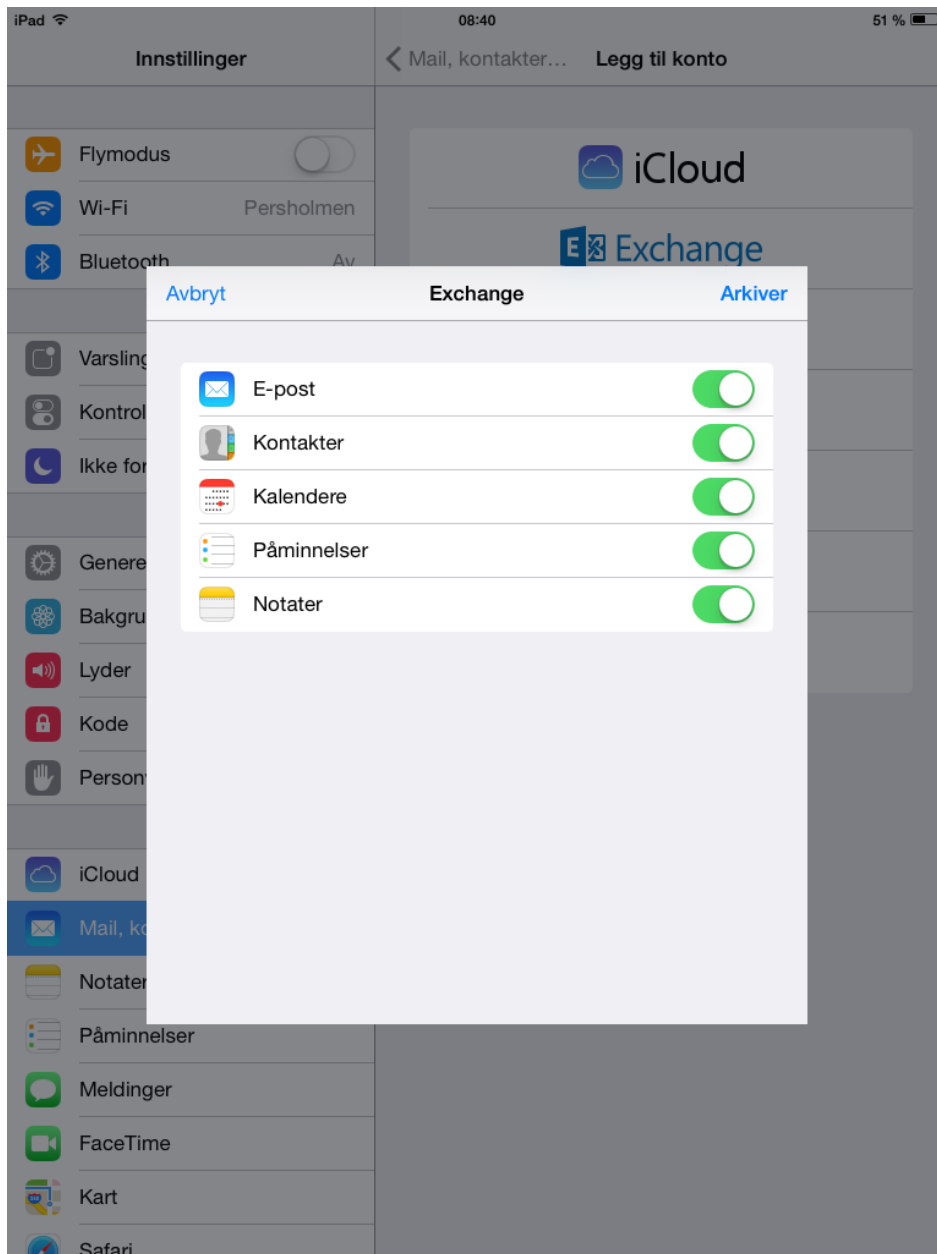 iPad 08:40 51 %
Innstillinger
Mail, kontakter... Legg til konto
Flymodus
Wi-Fi Persholmen
Bluetooth Av
iCloud
Exchange
Avbryt Exchange Arkiver
E-post
Kontakter
Kalendere
Påminnelser
Notater
Varsling
Kontrol
Ikke for
Genere
Bakgru
Lyder
Kode
Person
iCloud
Mail, ko
Notater
Påminnelser
Meldinger
FaceTime
Kart
Safari